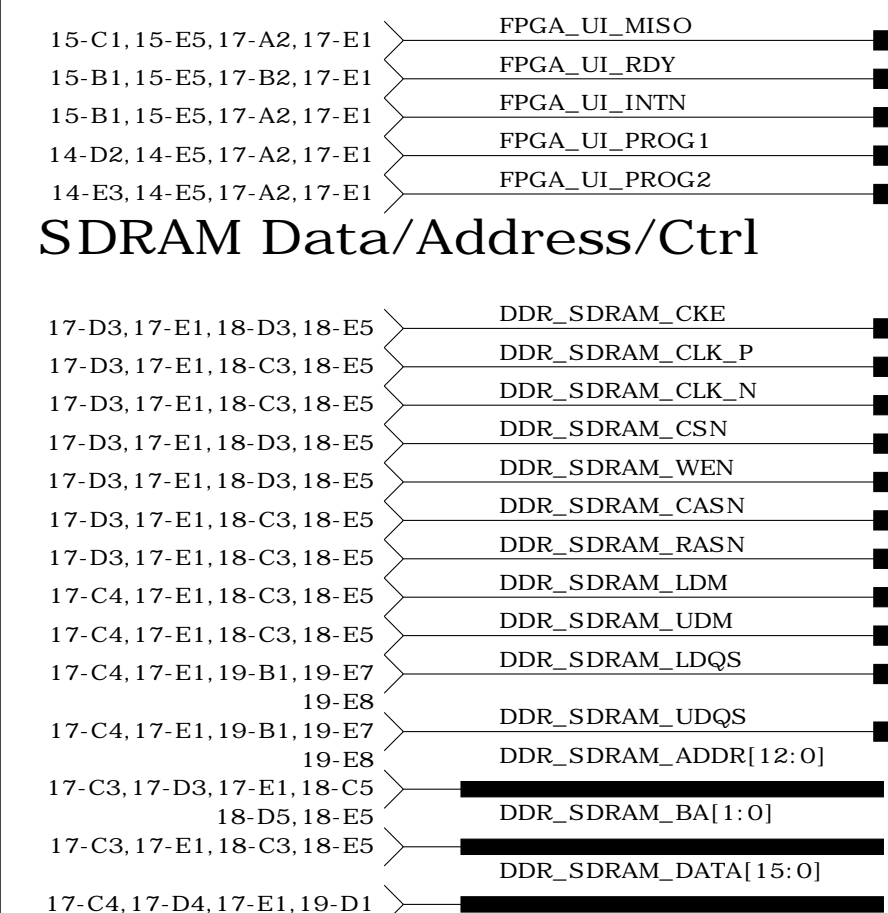 FPGA_UI_MISO
15-C1,15-E5,17-A2,17-E1
FPGA_UI_RDY
15-B1,15-E5,17-B2,17-E1
FPGA_UI_INTN
15-B1,15-E5,17-A2,17-E1
FPGA_UI_PROG1
14-D2,14-E5,17-A2,17-E1
FPGA_UI_PROG2
14-E3,14-E5,17-A2,17-E1
SDRAM Data/Address/Ctrl
DDR_SDRAM_CKE
17-D3,17-E1,18-D3,18-E5
DDR_SDRAM_CLK_P
17-D3,17-E1,18-C3,18-E5
DDR_SDRAM_CLK_N
17-D3,17-E1,18-C3,18-E5
DDR_SDRAM_CSN
17-D3,17-E1,18-D3,18-E5
DDR_SDRAM_WEN
17-D3,17-E1,18-D3,18-E5
DDR_SDRAM_CASN
17-D3,17-E1,18-C3,18-E5
DDR_SDRAM_RASN
17-D3,17-E1,18-C3,18-E5
DDR_SDRAM_LDM
17-C4,17-E1,18-C3,18-E5
DDR_SDRAM_UDM
17-C4,17-E1,18-C3,18-E5
DDR_SDRAM_LDQS
17-C4,17-E1,19-B1,19-E7
19-E8
DDR_SDRAM_UDQS
17-C4,17-E1,19-B1,19-E7
19-E8
DDR_SDRAM_ADDR[12:0]
17-C3,17-D3,17-E1,18-C5
18-D5,18-E5
DDR_SDRAM_BA[1:0]
17-C3,17-E1,18-C3,18-E5
DDR_SDRAM_DATA[15:0]
17-C4,17-D4,17-E1,19-D1